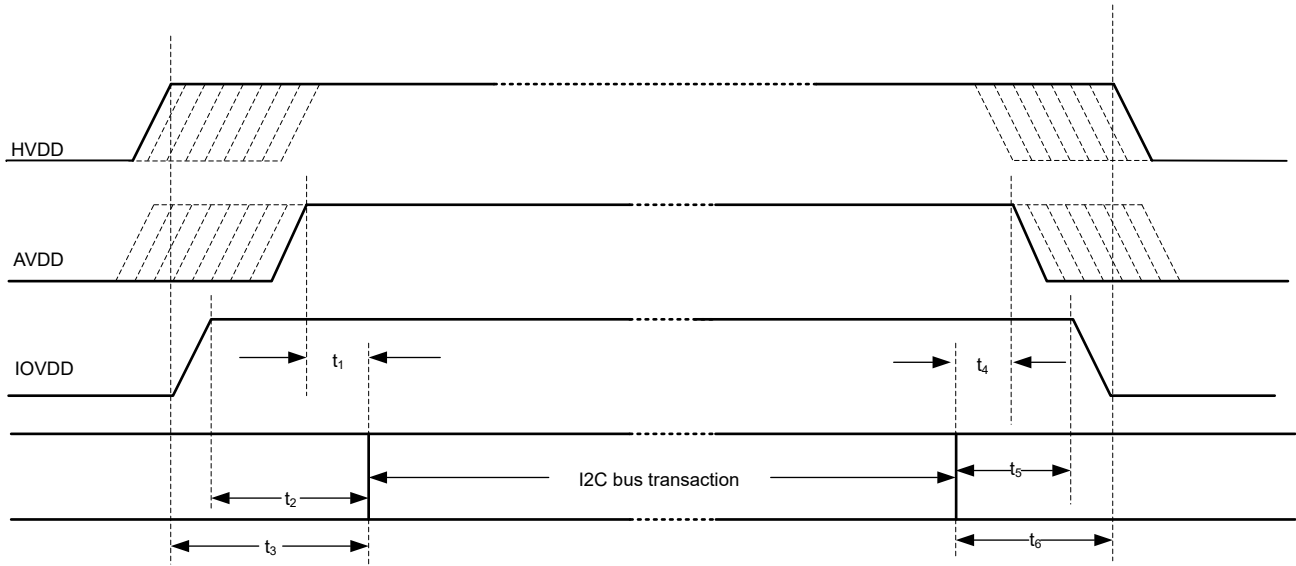 HVDD
AVDD
IOVDD
t₁
t₄
I2C bus transaction
t₅
t₂
t₃
t₆